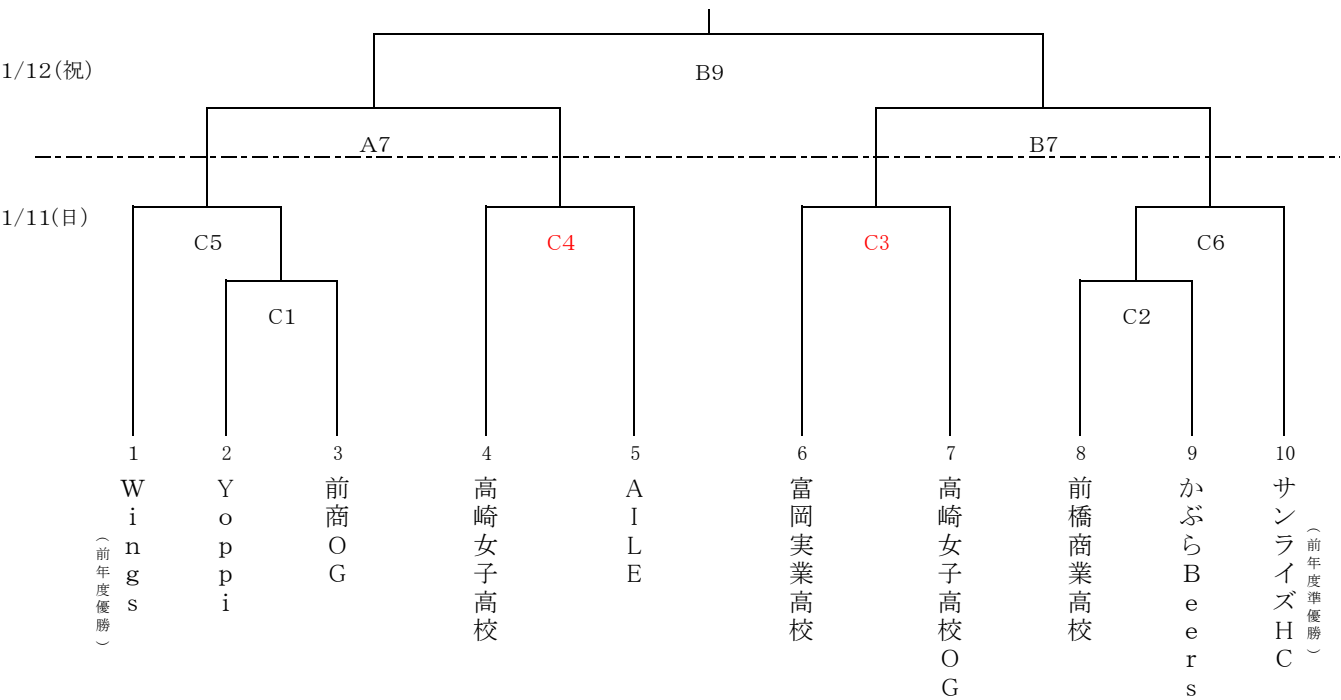 1/12(祝)
B9
A7
B7
1/11(日)
C5
C4
C3
C6
C1
C2
1
2
3
4
5
6
7
8
9
10
Wings
(前年度優勝)
Yoppi
前商OG
高崎女子高校
AILE
富岡実業高校
高崎女子高校OG
前橋商業高校
かぶらBeers
サンライズHC
(前年度準優勝)